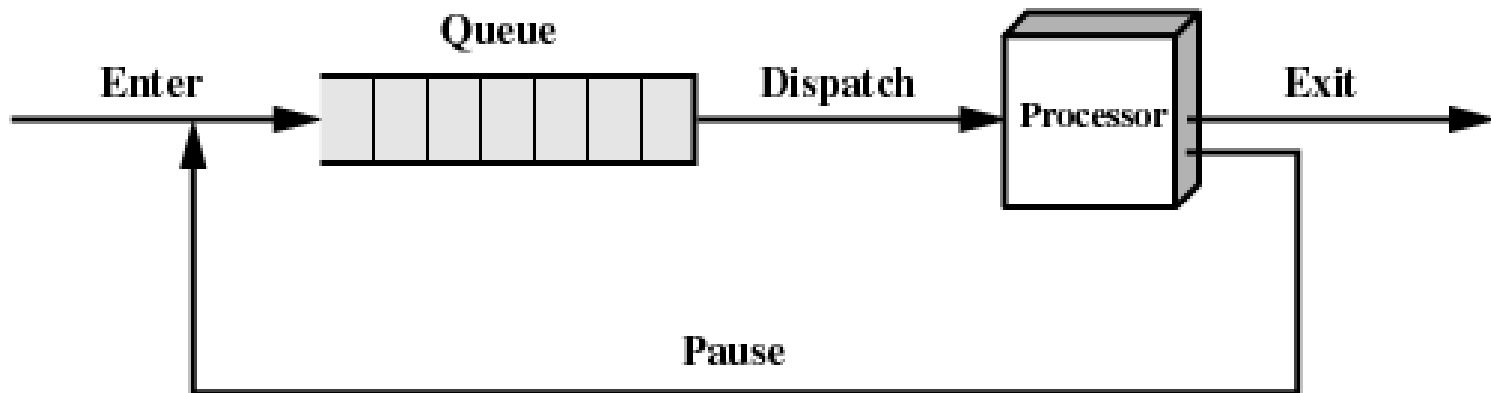 Queue
Enter
Dispatch
Processor
Exit
Pause